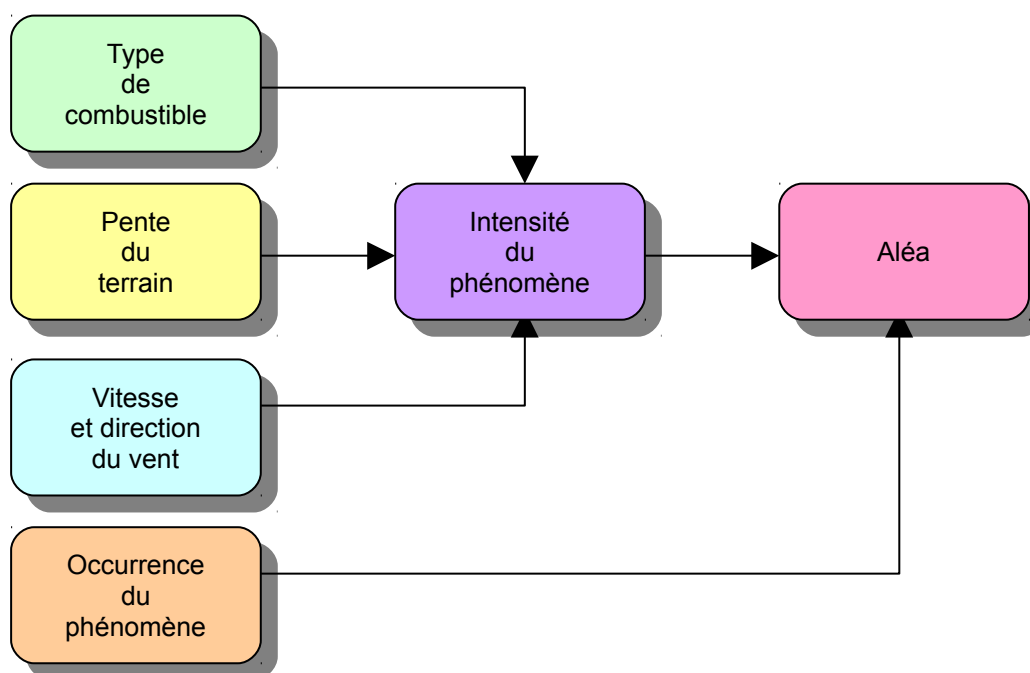 Type
de
combustible
Pente
du
terrain
Intensité
du
phénomène
Aléa
Vitesse
et direction
du vent
Occurrence
du
phénomène